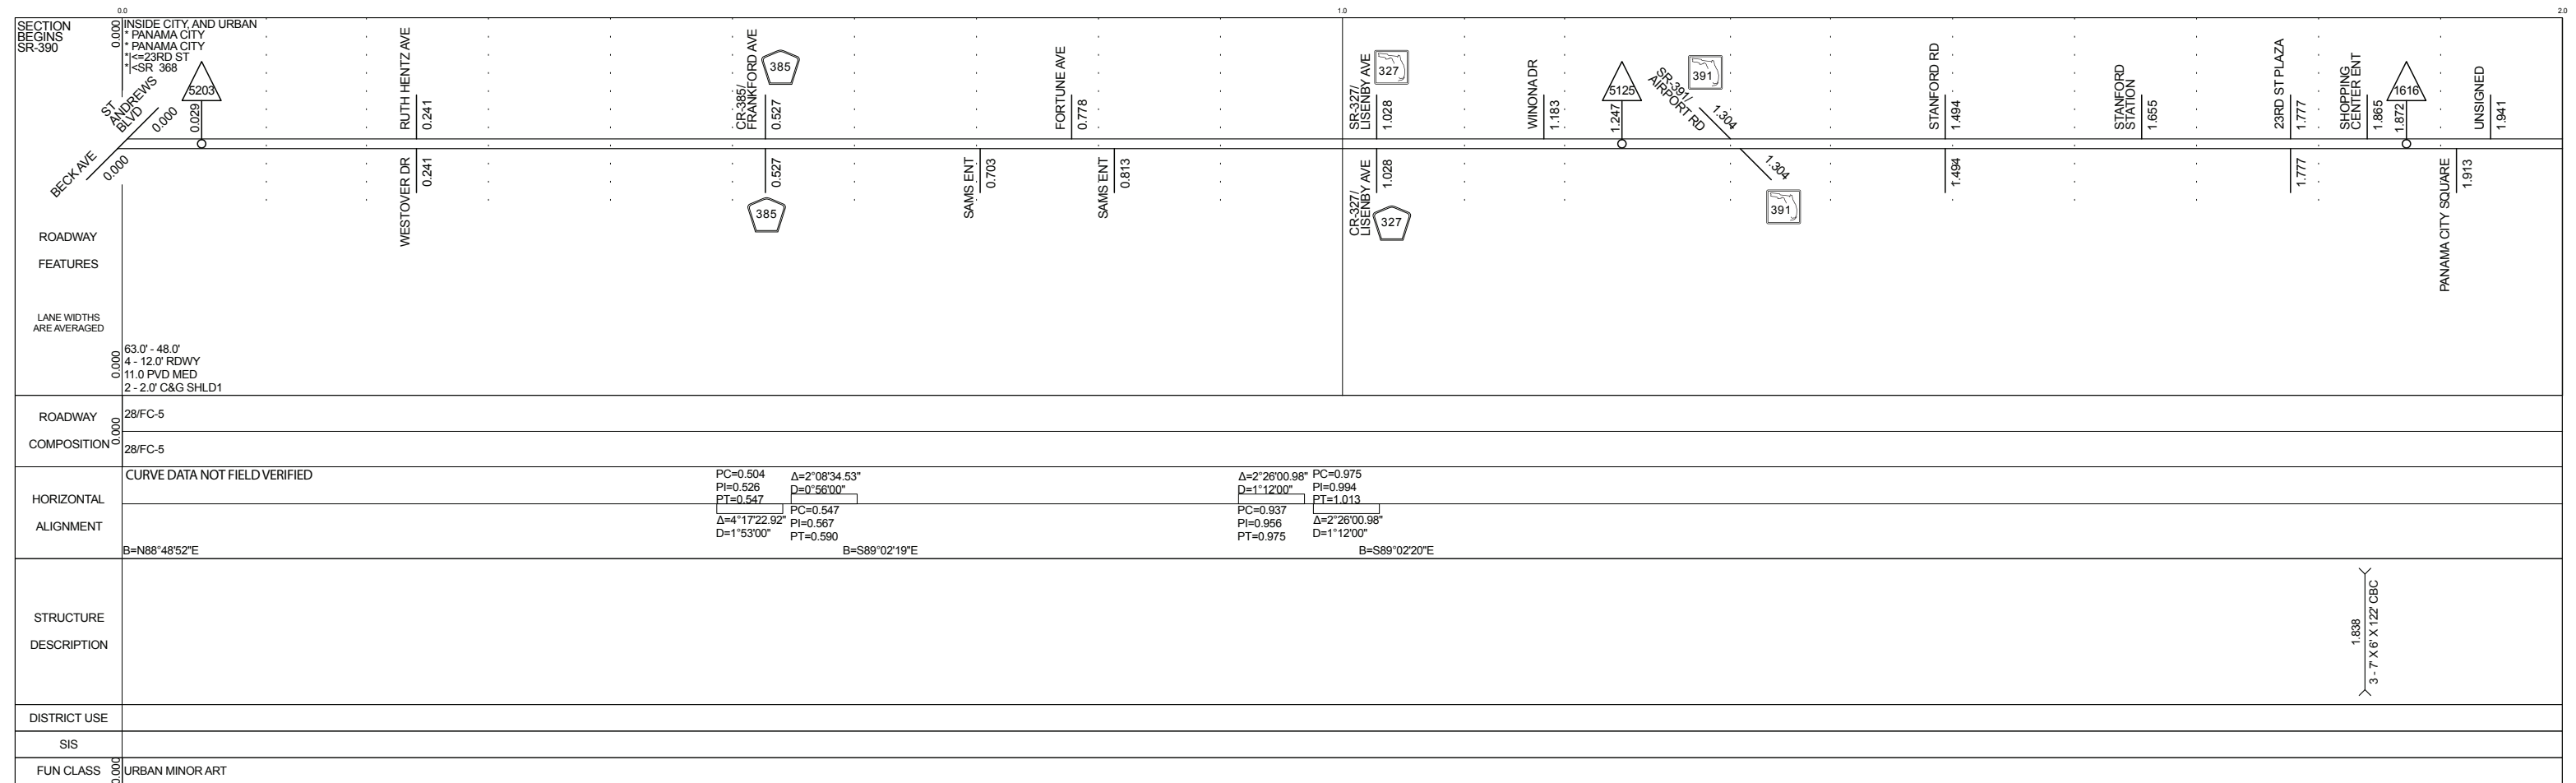 0.0
1.0
2.0
SECTION
BEGINS
SR-390
0.000
INSIDE CITY, AND URBAN
* PANAMA CITY
* PANAMA CITY
*|<=23RD ST
*|<SR 368
ST
ANDREWS
BLVD
0.000
5203
0.029
RUTH HENTZ AVE
0.241
CR-385/
FRANKFORD AVE
0.527
385
FORTUNE AVE
0.778
SR-327/
LISENBY AVE
1.028
327
WINONA DR
1.183
5125
1.247
SR-391/
AIRPORT RD
1.304
391
STANFORD RD
1.494
STANFORD
STATION
1.655
23RD ST PLAZA
1.777
SHOPPING
CENTER ENT
1.865
1616
1.872
UNSIGNED
1.941
BECK AVE
0.000
WESTOVER DR
0.241
0.527
385
SAMS ENT
0.703
SAMS ENT
0.813
CR-327/
LISENBY AVE
1.028
327
1.304
391
1.494
1.777
PANAMA CITY SQUARE
1.913
ROADWAY
FEATURES
LANE WIDTHS
ARE AVERAGED
0.000
63.0' - 48.0'
4 - 12.0' RDWY
11.0 PVD MED
2 - 2.0' C&G SHLD1
ROADWAY
COMPOSITION
0.000
28/FC-5
28/FC-5
HORIZONTAL
ALIGNMENT
CURVE DATA NOT FIELD VERIFIED
PC=0.504
PI=0.526
PT=0.547
Δ=4°17'22.92"
D=1°53'00"
Δ=2°08'34.53"
D=0°56'00"
PC=0.547
PI=0.567
PT=0.590
Δ=2°26'00.98"
D=1°12'00"
PC=0.937
PI=0.956
PT=0.975
PC=0.975
PI=0.994
PT=1.013
Δ=2°26'00.98"
D=1°12'00"
B=N88°48'52"E
B=S89°02'19"E
B=S89°02'20"E
STRUCTURE
DESCRIPTION
1.838
3 - 7' X 6' X 122' CBC
DISTRICT USE
SIS
FUN CLASS
0.000
URBAN MINOR ART